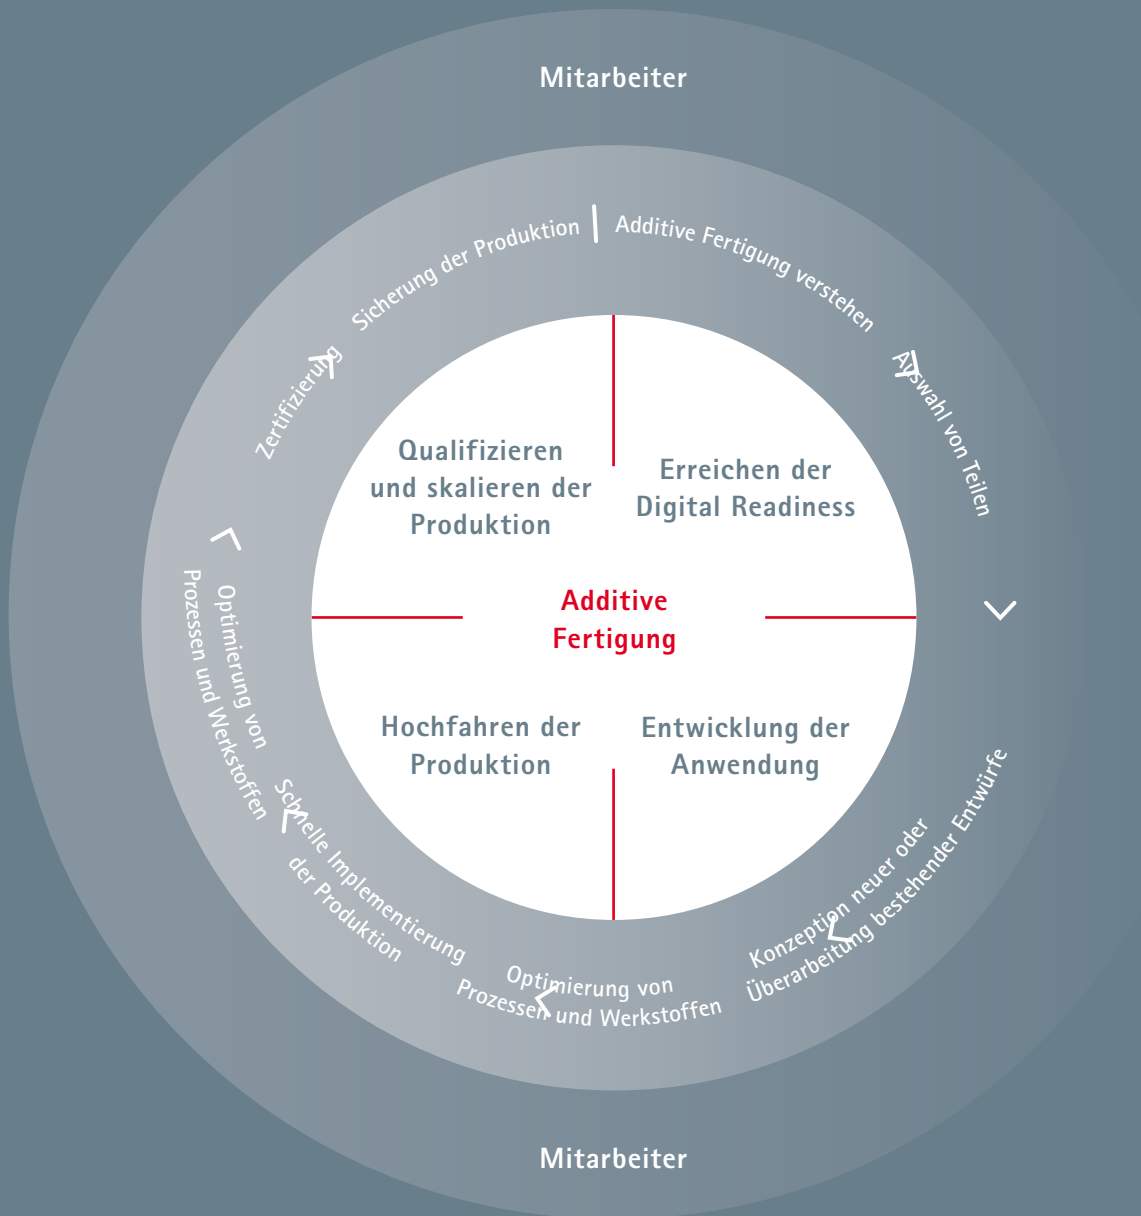 Mitarbeiter
Additive Fertigung verstehen
Auswahl von Teilen
Konzeption neuer oder
Überarbeitung bestehender Entwürfe
Optimierung von
Prozessen und Werkstoffen
Schnelle Implementierung
der Produktion
Optimierung von
Prozessen und Werkstoffen
Zertifizierung
Sicherung der Produktion
Qualifizieren
und skalieren der
Produktion
Erreichen der
Digital Readiness
Additive
Fertigung
Hochfahren der
Produktion
Entwicklung der
Anwendung
Mitarbeiter